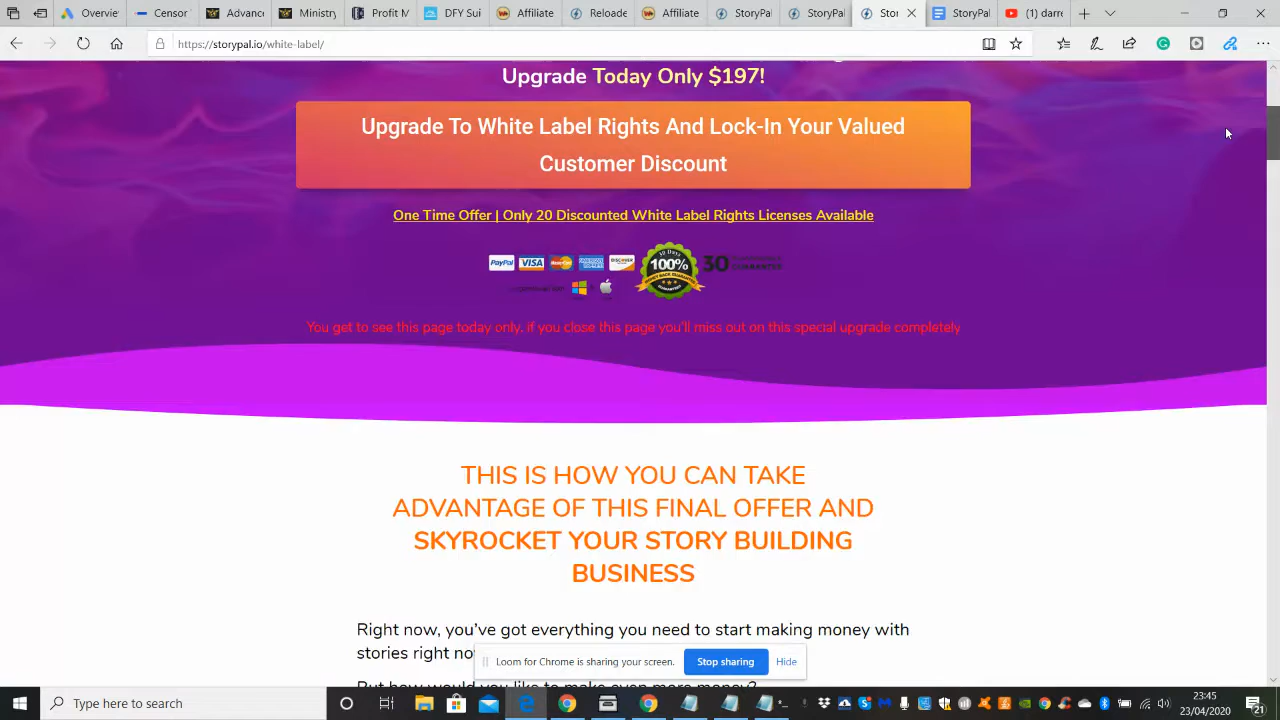 Overvie
Censor
Advanc
Ministry
Profit M
DFY Sui
Affiliate
Reloade
Affiliate
StoryPal
StoryPal
Stor
StoryPal
(1) darre
https://storypal.io/white-label/
Upgrade Today Only $197!
Upgrade To White Label Rights And Lock-In Your Valued
Customer Discount
One Time Offer | Only 20 Discounted White Label Rights Licenses Available
PayPal VISA
100%
30
GUARANTEE
You get to see this page today only. if you close this page you'll miss out on this special upgrade completely
THIS IS HOW YOU CAN TAKE
ADVANTAGE OF THIS FINAL OFFER AND
SKYROCKET YOUR STORY BUILDING
BUSINESS
Right now, you've got everything you need to start making money with
stories right no
Loom for Chrome is sharing your screen. Stop sharing Hide
Type here to search
23:45
23/04/2020
21